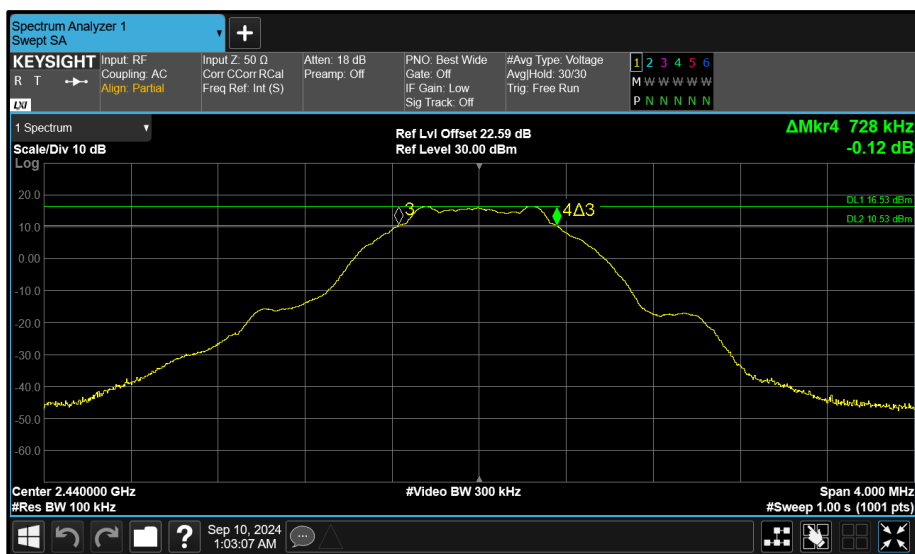 Spectrum Analyzer 1
Swept SA
KEYSIGHT
R T
LXI
Input: RF
Coupling: AC
Align: Partial
Input Z: 50 Ω
Corr CCorr RCal
Freq Ref: Int (S)
Atten: 18 dB
Preamp: Off
PNO: Best Wide
Gate: Off
IF Gain: Low
Sig Track: Off
#Avg Type: Voltage
Avg|Hold: 30/30
Trig: Free Run
1 2 3 4 5 6
M W W W W W
P N N N N N
1 Spectrum
Scale/Div 10 dB
Ref Lvl Offset 22.59 dB
Ref Level 30.00 dBm
ΔMkr4 728 kHz
-0.12 dB
Log
20.0
10.0
0.00
-10.0
-20.0
-30.0
-40.0
-50.0
-60.0
3
4Δ3
DL1 16.53 dBm
DL2 10.53 dBm
Center 2.440000 GHz
#Res BW 100 kHz
#Video BW 300 kHz
Span 4.000 MHz
#Sweep 1.00 s (1001 pts)
?
Sep 10, 2024
1:03:07 AM